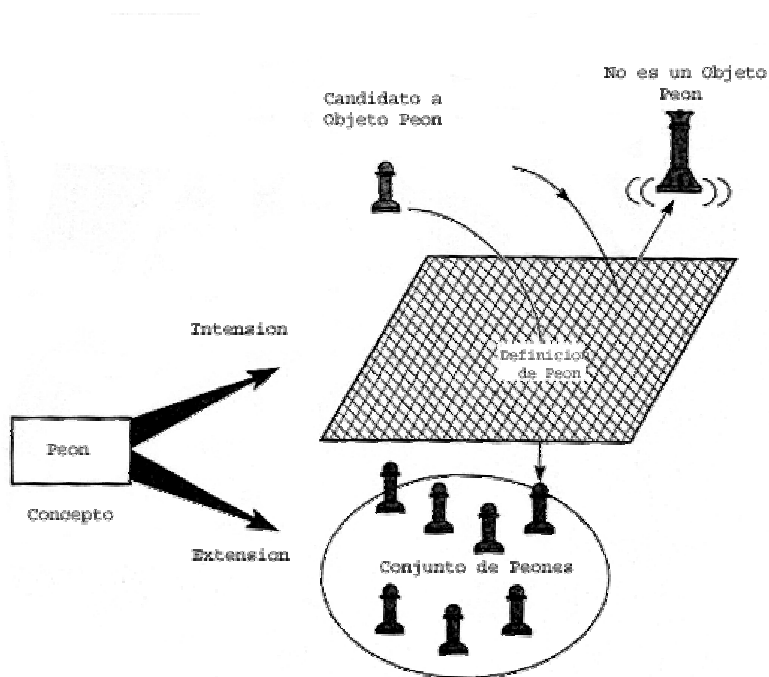 No es un Objeto
Peon
Candidato a
Objeto Peon
Intension
Definicion
de Peon
Peon
Concepto
Extension
Conjunto de Peones